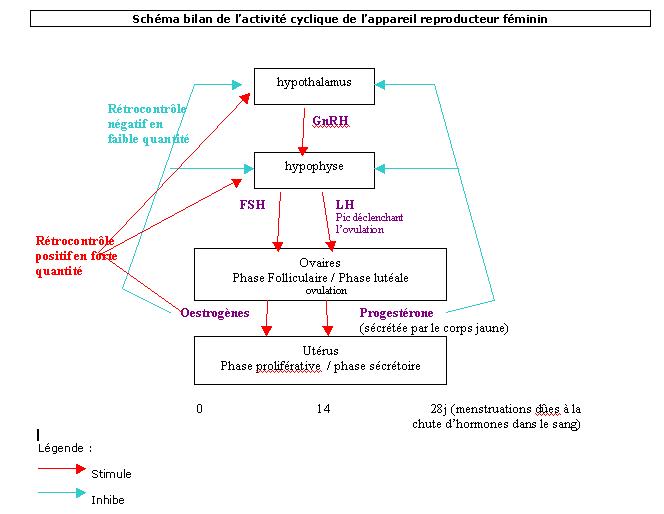 Schéma bilan de l'activité cyclique de l'appareil reproducteur féminin
hypothalamus
Rétrocontrôle
négatif en
faible quantité
GnRH
hypophyse
FSH
LH
Pic déclenchant
l'ovulation
Rétrocontrôle
positif en forte
quantité
Ovaires
Phase Folliculaire / Phase lutéale
ovulation
Oestrogènes
Progestérone
(sécrétée par le corps jaune)
Utérus
Phase proliférative / phase sécrétoire
0
14
28j (menstruations dûes à la
chute d'hormones dans le sang)
Légende :
Stimule
Inhibe